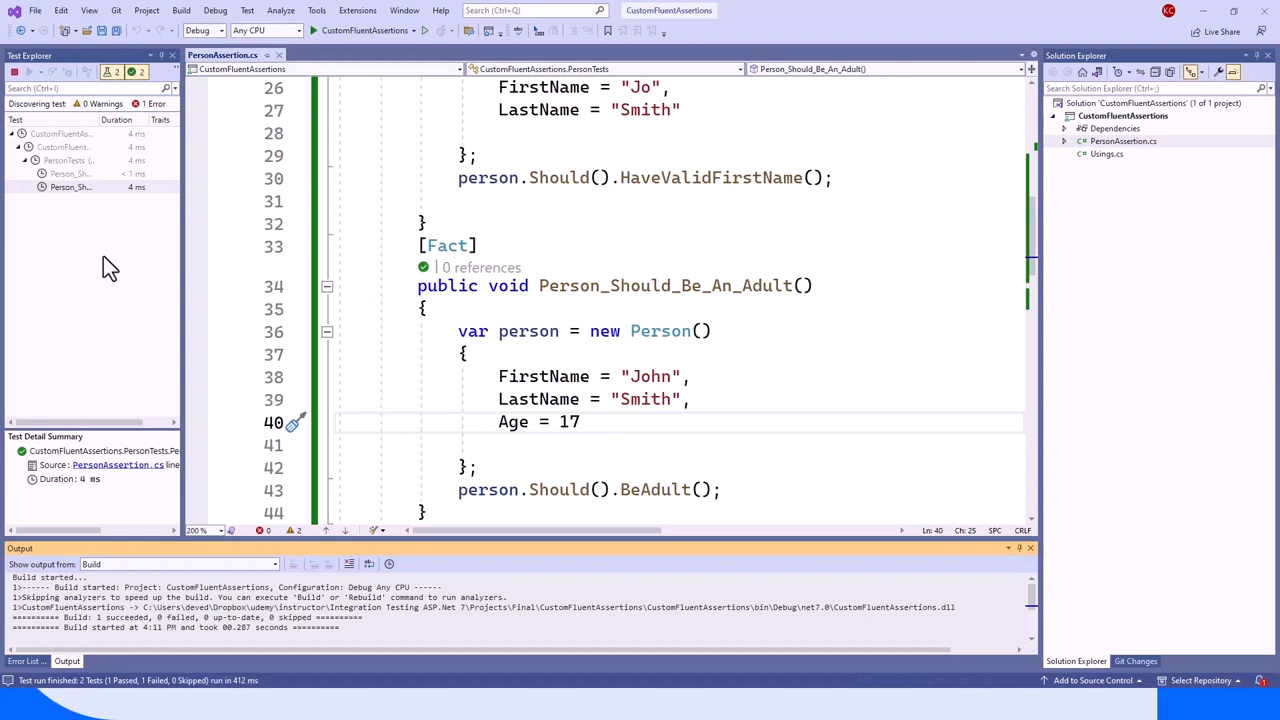 File Edit View Git Project Build Debug Test Analyze Tools Extensions Window Help Search (Ctrl+Q) CustomFluentAssertions KC
Debug Any CPU CustomFluentAssertions Live Share
Test Explorer
PersonAssertion.cs
Solution Explorer
2 2
CustomFluentAssertions CustomFluentAssertions.PersonTests Person_Should_Be_An_Adult()
Search (Ctrl+I)
Search Solution Explorer (Ctrl+;)
Discovering test: 0 Warnings 1 Error
Test Duration Traits
CustomFluentAs... 4 ms
CustomFluent... 4 ms
PersonTests (.. 4 ms
Person_Sh... < 1 ms
Person_Sh... 4 ms
Solution 'CustomFluentAssertions' (1 of 1 project)
CustomFluentAssertions
Dependencies
PersonAssertion.cs
Usings.cs
26 FirstName = "Jo",
27 LastName = "Smith"
28
29 };
30 person.Should().HaveValidFirstName();
31
32 }
33 [Fact]
0 references
34 public void Person_Should_Be_An_Adult()
35 {
36 var person = new Person()
37 {
38 FirstName = "John",
39 LastName = "Smith",
40 Age = 17
41
42 };
43 person.Should().BeAdult();
44 }
Test Detail Summary
CustomFluentAssertions.PersonTests.Pe
Source: PersonAssertion.cs line
Duration: 4 ms
200 % 0 2 Ln: 40 Ch: 25 SPC CRLF
Output
Show output from: Build
Build started...
1>------ Build started: Project: CustomFluentAssertions, Configuration: Debug Any CPU ------
1>Skipping analyzers to speed up the build. You can execute 'Build' or 'Rebuild' command to run analyzers.
1>CustomFluentAssertions -> C:\Users\deved\Dropbox\udemy\instructor\Integration Testing ASP.Net 7\Projects\Final\CustomFluentAssertions\CustomFluentAssertions\bin\Debug\net7.0\CustomFluentAssertions.dll
========== Build: 1 succeeded, 0 failed, 0 up-to-date, 0 skipped ==========
========== Build started at 4:11 PM and took 00.287 seconds ==========
Error List ... Output
Solution Explorer Git Changes
Test run finished: 2 Tests (1 Passed, 1 Failed, 0 Skipped) run in 412 ms Add to Source Control Select Repository 1